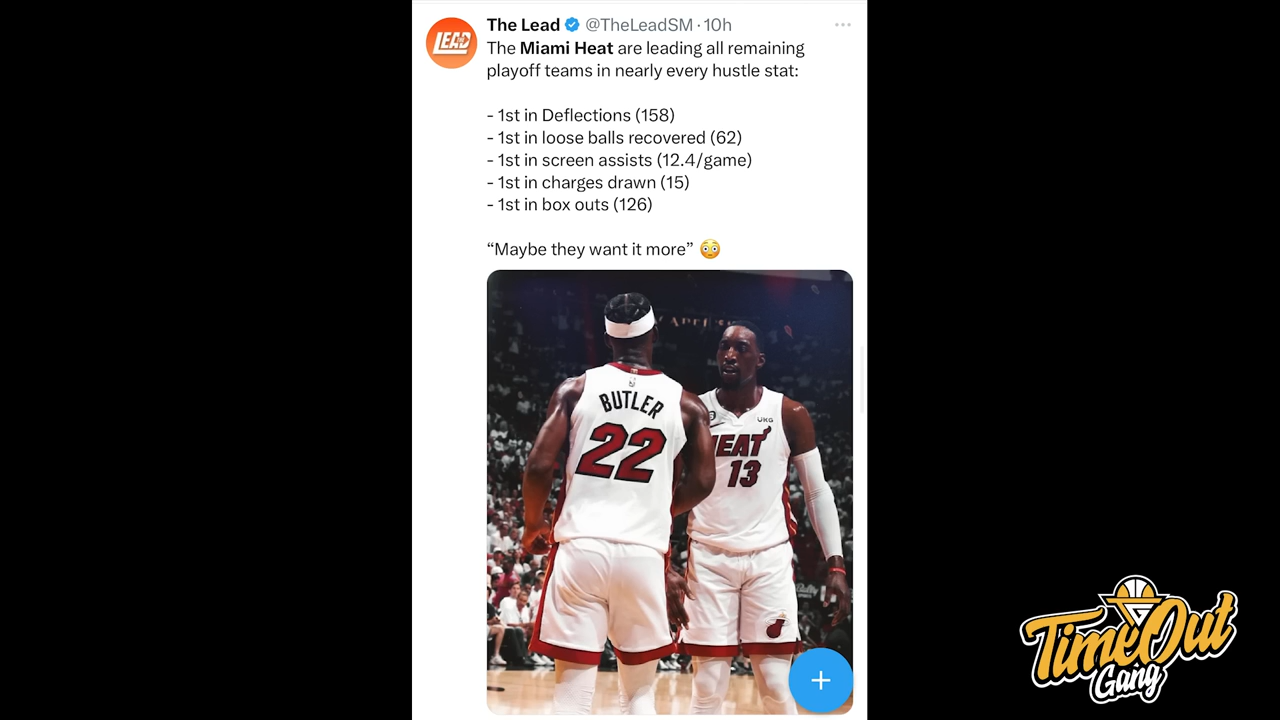 The Lead @TheLeadSM · 10h
The Miami Heat are leading all remaining
playoff teams in nearly every hustle stat:
- 1st in Deflections (158)
- 1st in loose balls recovered (62)
- 1st in screen assists (12.4/game)
- 1st in charges drawn (15)
- 1st in box outs (126)
“Maybe they want it more” 😳
LEAD
BUTLER
22
UKG
HEAT
13
TimeOut
Gang